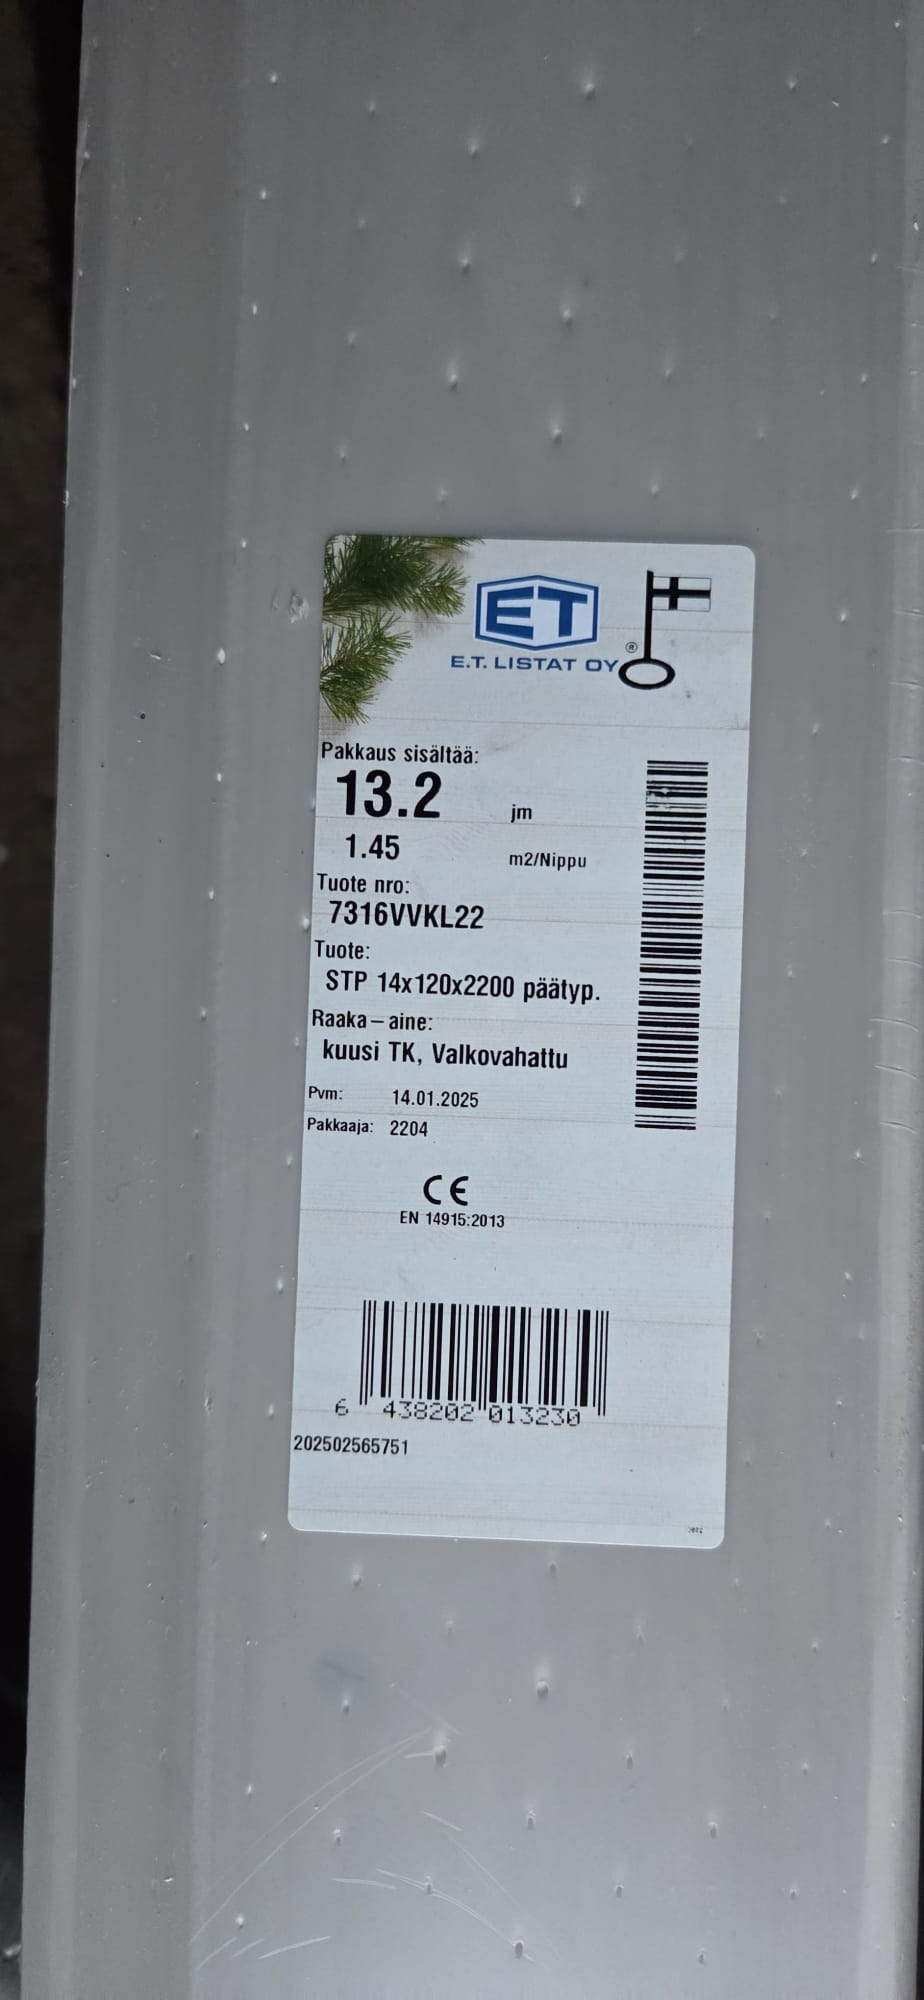 ET
E.T. LISTAT OY
®
Pakkaus sisältää:
13.2 jm
1.45 m2/Nippu
Tuote nro:
7316VVKL22
Tuote:
STP 14x120x2200 päätyp.
Raaka-aine:
kuusi TK, Valkovahattu
Pvm: 14.01.2025
Pakkaaja: 2204
CE
EN 14915:2013
6 438202 013230
202502565751